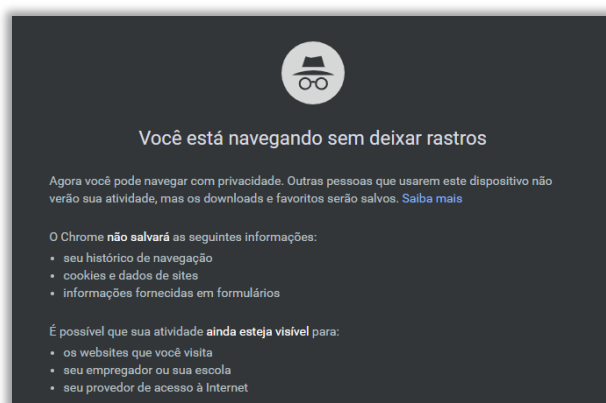 Você está navegando sem deixar rastros
Agora você pode navegar com privacidade. Outras pessoas que usarem este dispositivo não
verão sua atividade, mas os downloads e favoritos serão salvos. Saiba mais
O Chrome não salvará as seguintes informações:
• seu histórico de navegação
• cookies e dados de sites
• informações fornecidas em formulários
É possível que sua atividade ainda esteja visível para:
• os websites que você visita
• seu empregador ou sua escola
• seu provedor de acesso à Internet